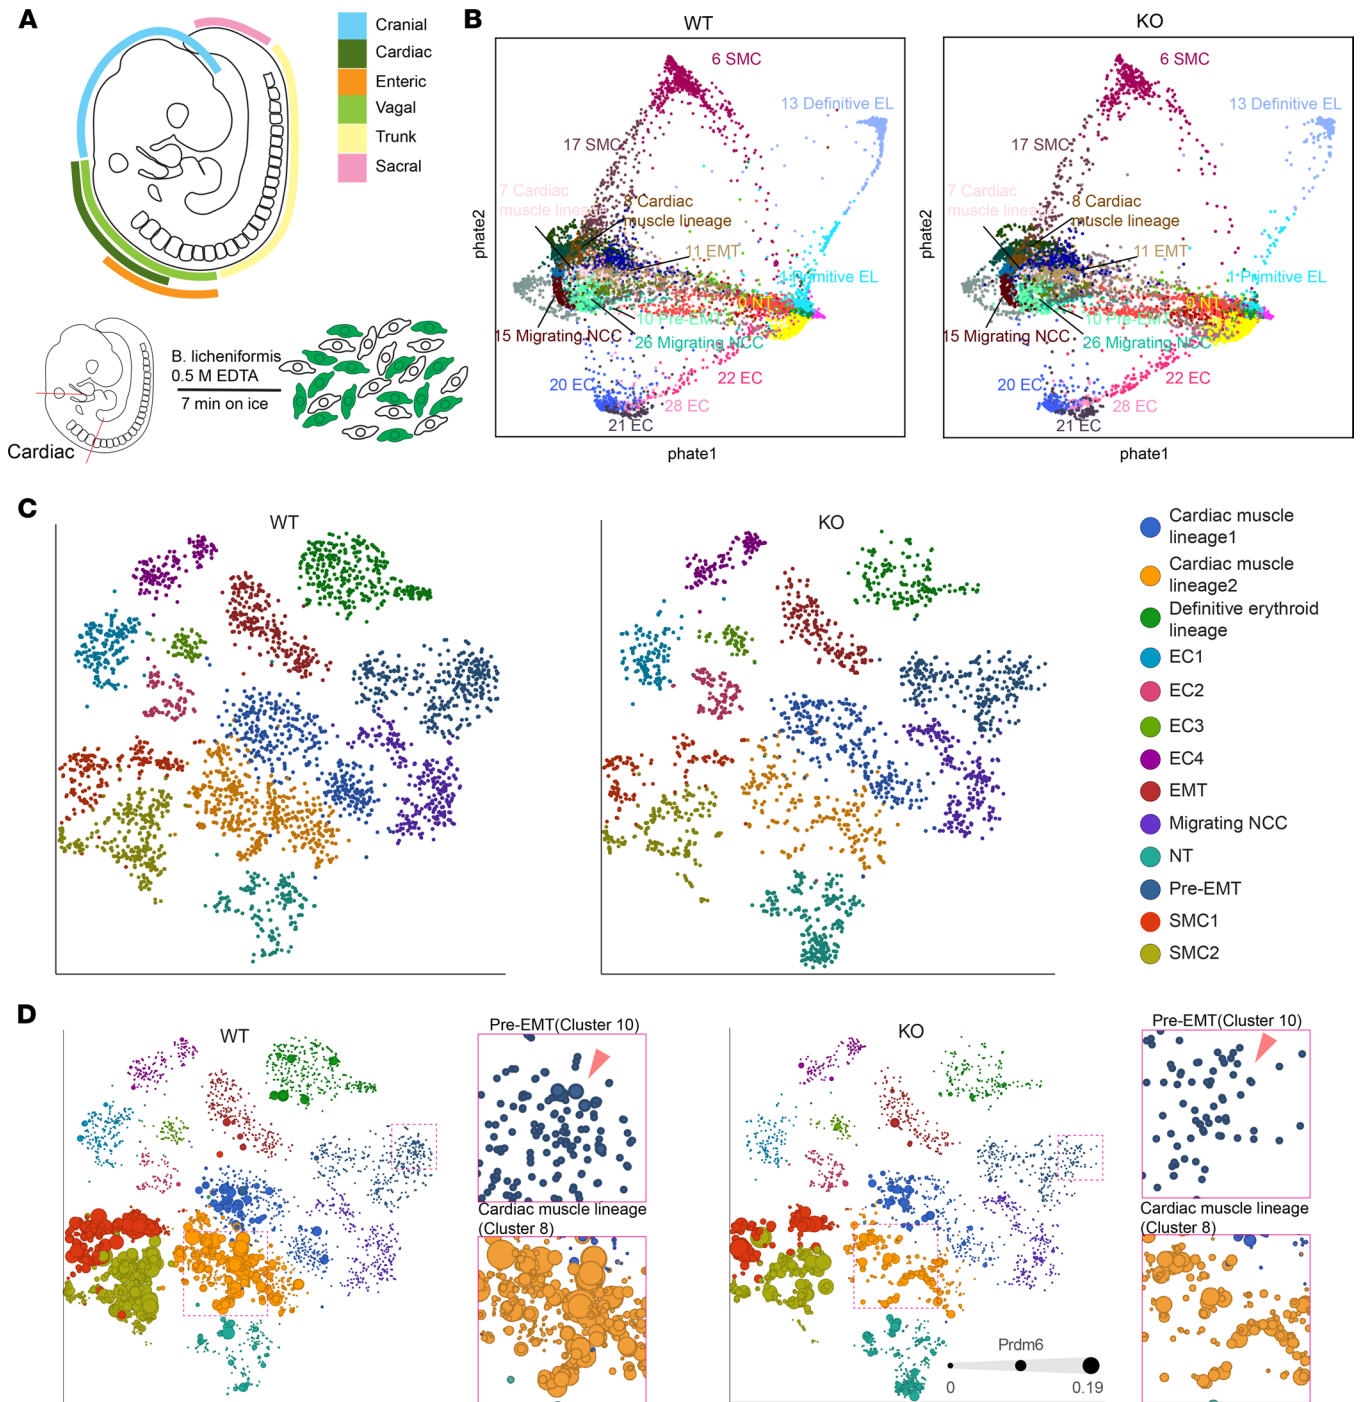 A
Cranial
Cardiac
Enteric
Vagal
Trunk
Sacral
B. licheniformis
0.5 M EDTA
7 min on ice
Cardiac
B
WT
6 SMC
13 Definitive EL
17 SMC
7 Cardiac
muscle lineage
8 Cardiac
muscle lineage
11 EMT
1 Primitive EL
0 NT
10 Pre-EMT
15 Migrating NCC
26 Migrating NCC
20 EC
22 EC
28 EC
21 EC
phate2
phate1
KO
6 SMC
13 Definitive EL
17 SMC
7 Cardiac
muscle lineage
8 Cardiac
muscle lineage
11 EMT
1 Primitive EL
0 NT
10 Pre-EMT
15 Migrating NCC
26 Migrating NCC
20 EC
22 EC
28 EC
21 EC
phate2
phate1
C
WT
KO
Cardiac muscle
lineage1
Cardiac muscle
lineage2
Definitive erythroid
lineage
EC1
EC2
EC3
EC4
EMT
Migrating NCC
NT
Pre-EMT
SMC1
SMC2
D
WT
Pre-EMT(Cluster 10)
Cardiac muscle lineage
(Cluster 8)
KO
Prdm6
0
0.19
Pre-EMT(Cluster 10)
Cardiac muscle lineage
(Cluster 8)